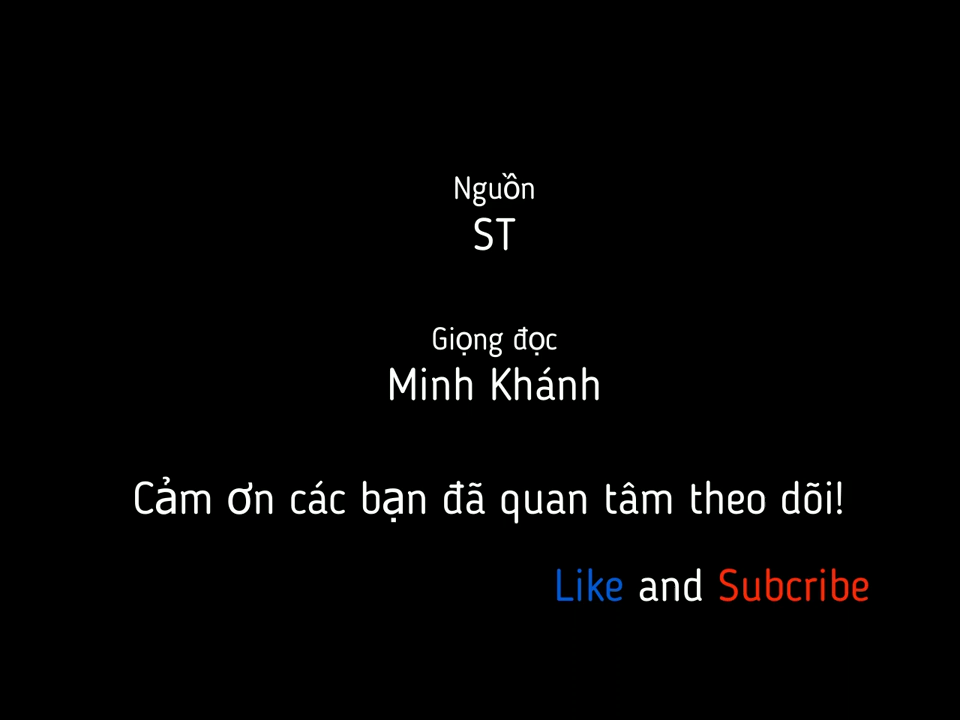 Nguồn
ST
Giọng đọc
Minh Khánh
Cảm ơn các bạn đã quan tâm theo dõi!
Like and Subcribe